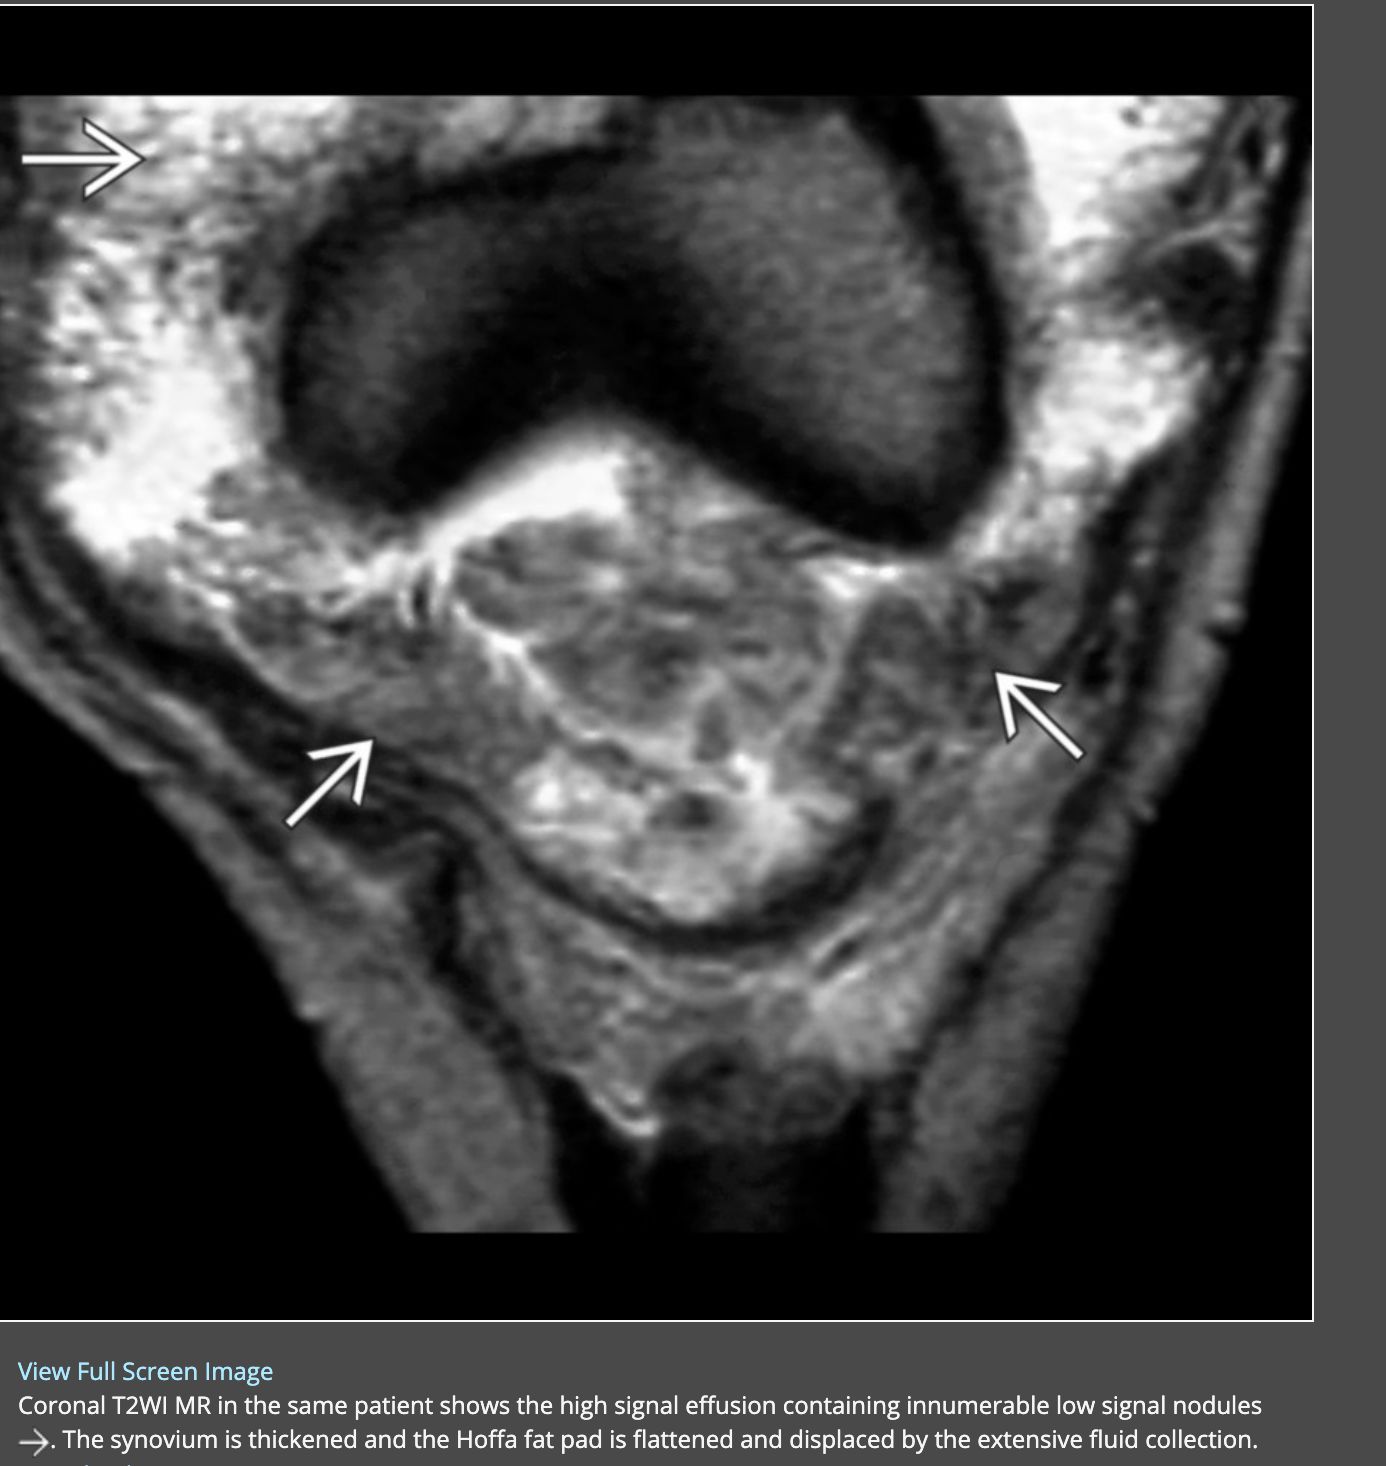 View Full Screen Image
Coronal T2WI MR in the same patient shows the high signal effusion containing innumerable low signal nodules
→. The synovium is thickened and the Hoffa fat pad is flattened and displaced by the extensive fluid collection.